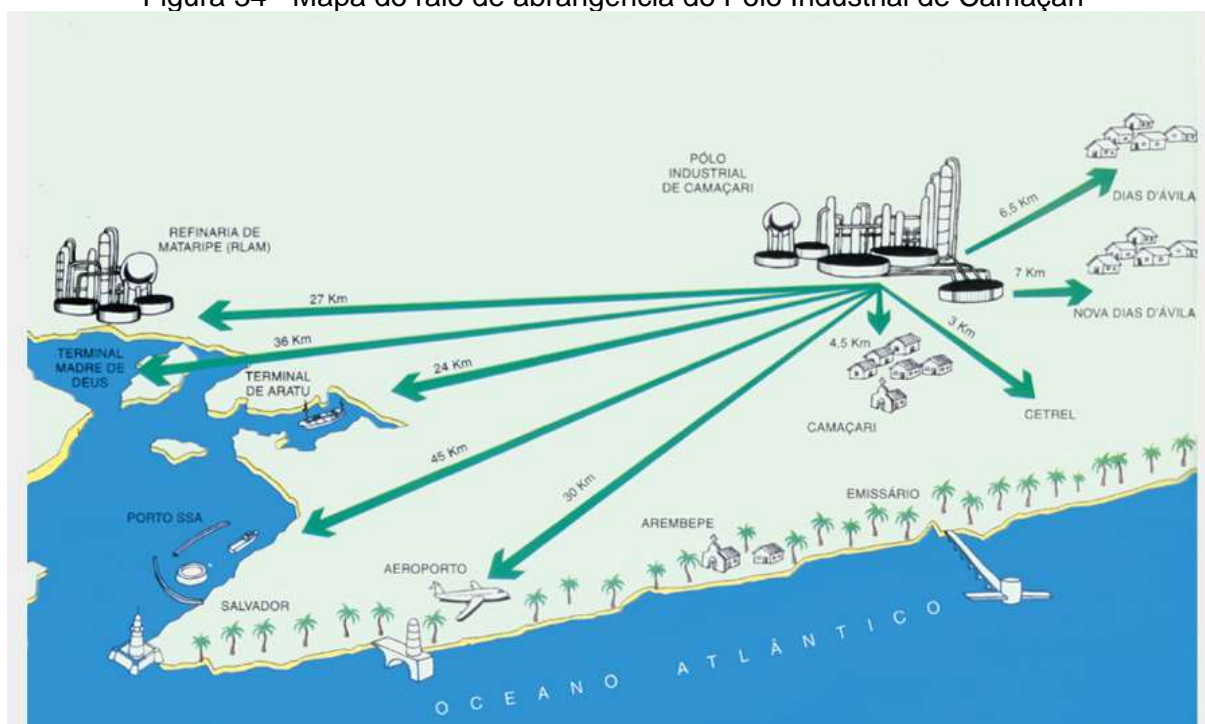 Figura 34 - Mapa do raio de abrangência do Pólo Industrial de Camaçari
PÓLO
INDUSTRIAL
DE CAMAÇARI
6,5 Km
DIAS D'ÁVILA
REFINARIA DE
MATARIPE (RLAM)
7 Km
NOVA DIAS D'ÁVILA
27 Km
3 Km
36 Km
4,5 Km
TERMINAL
MADRE DE
DEUS
TERMINAL
DE ARATU
24 Km
CETREL
CAMAÇARI
45 Km
30 Km
EMISSÁRIO
PORTO SSA
AREMBEPE
AEROPORTO
SALVADOR
OCEANO ATLÂNTICO